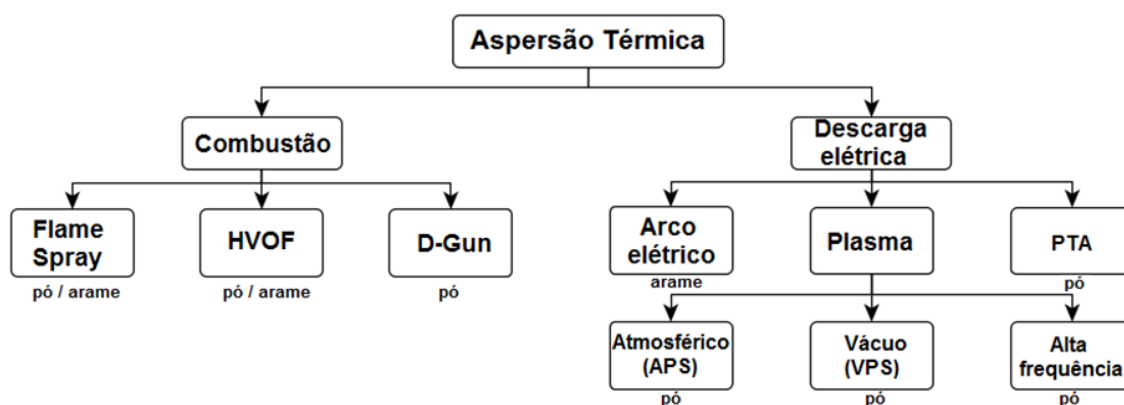 Aspersão Térmica
Combustão
Descarga
elétrica
Flame
Spray
pó / arame
HVOF
pó / arame
D-Gun
pó
Arco
elétrico
arame
Plasma
PTA
pó
Atmosférico
(APS)
pó
Vácuo
(VPS)
pó
Alta
frequência
pó